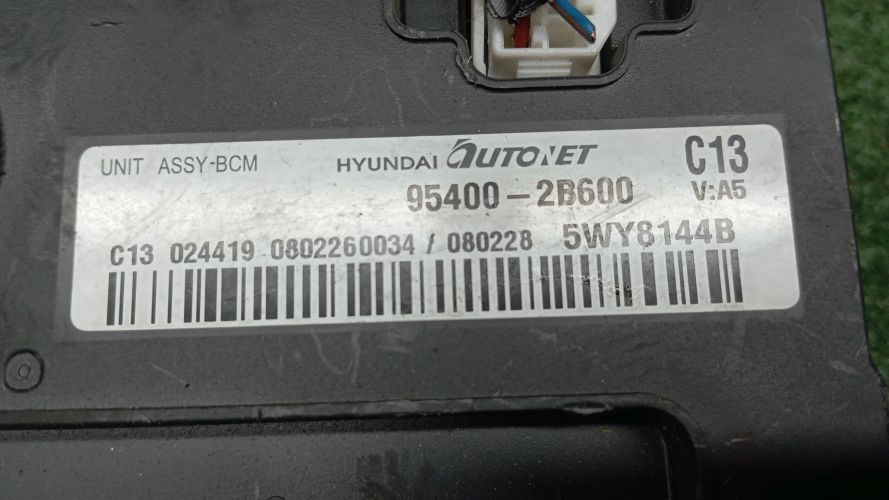 UNIT ASSY-BCM HYUNDAI AUTONET C13
95400-2B600 V:A5
C13 024419 0802260034 / 080228 5WY8144B